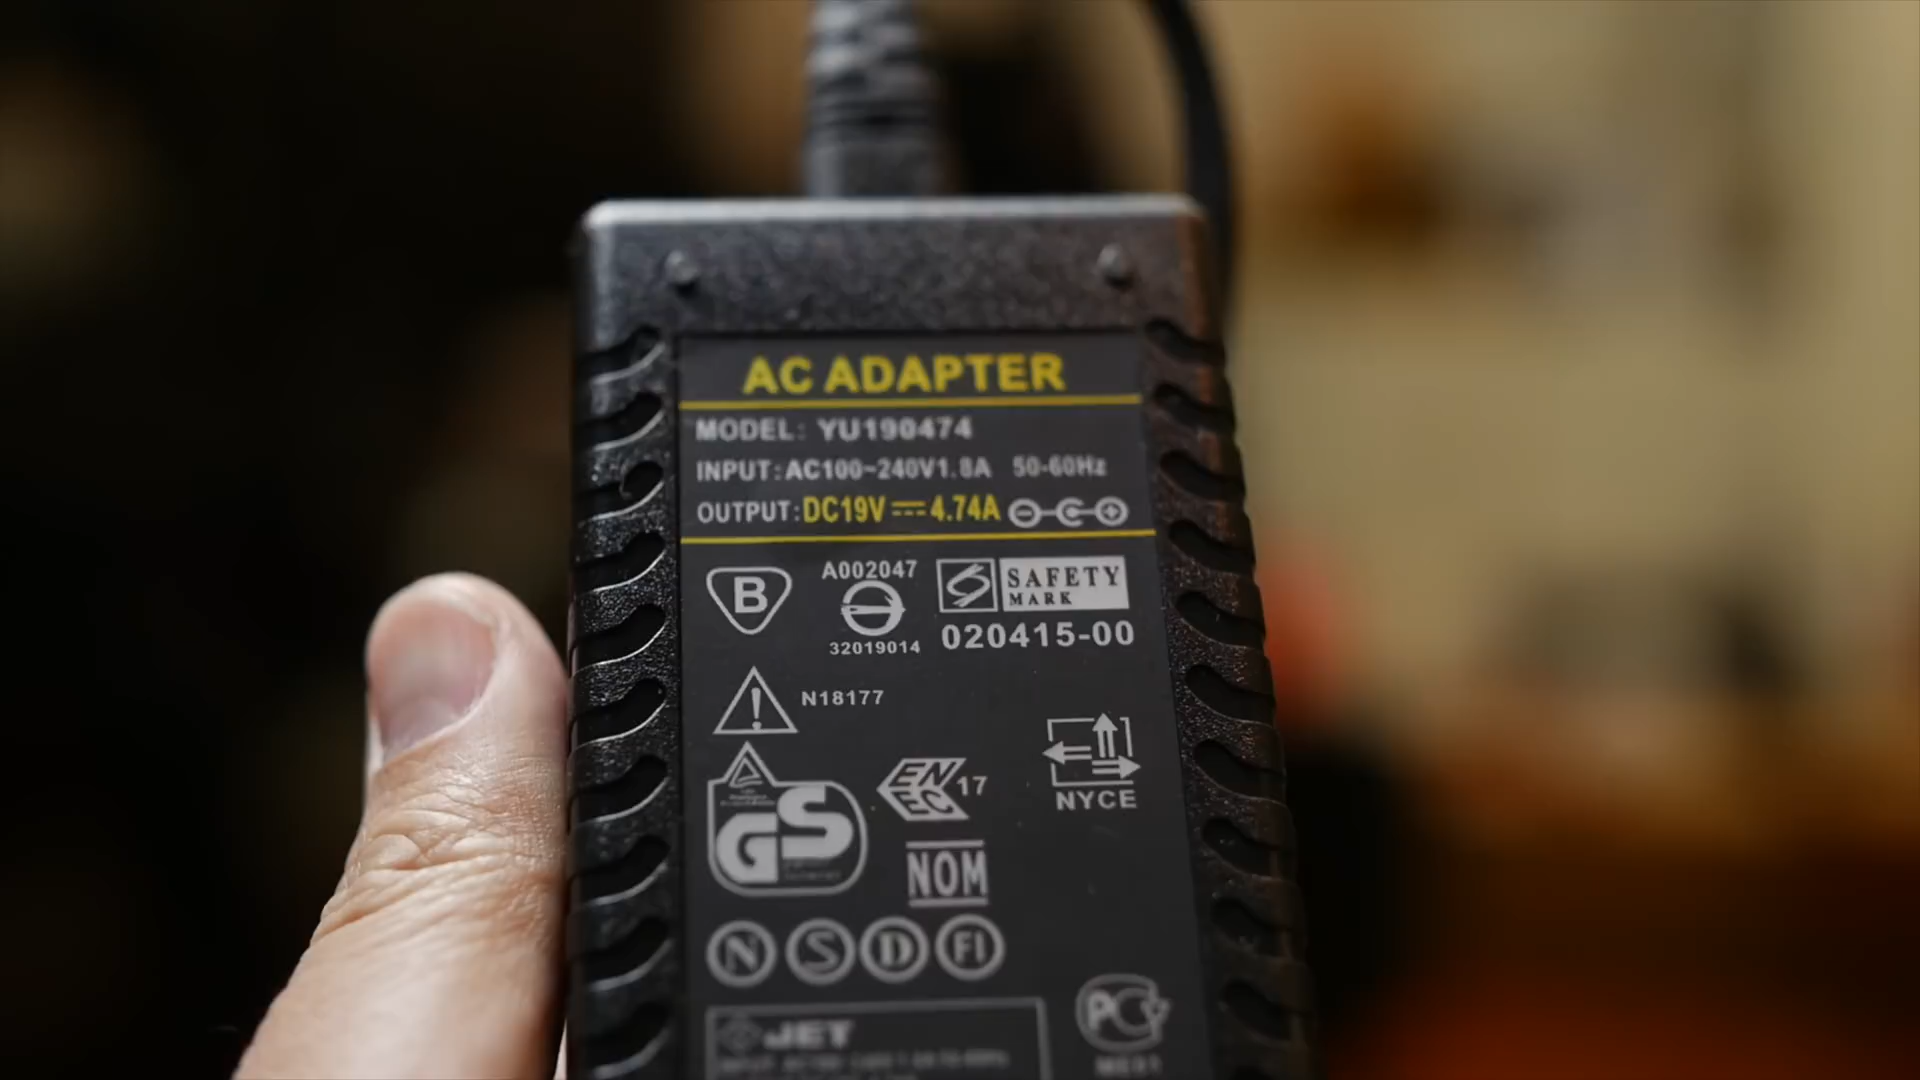 AC ADAPTER
MODEL: YU190474
INPUT: AC100~240V1.8A 50-60Hz
OUTPUT: DC19V 4.74A
B
A002047
32019014
S SAFETY
MARK
020415-00
N18177
GS
EN
EC 17
NYCE
NOM
N S D FI
JET
PC